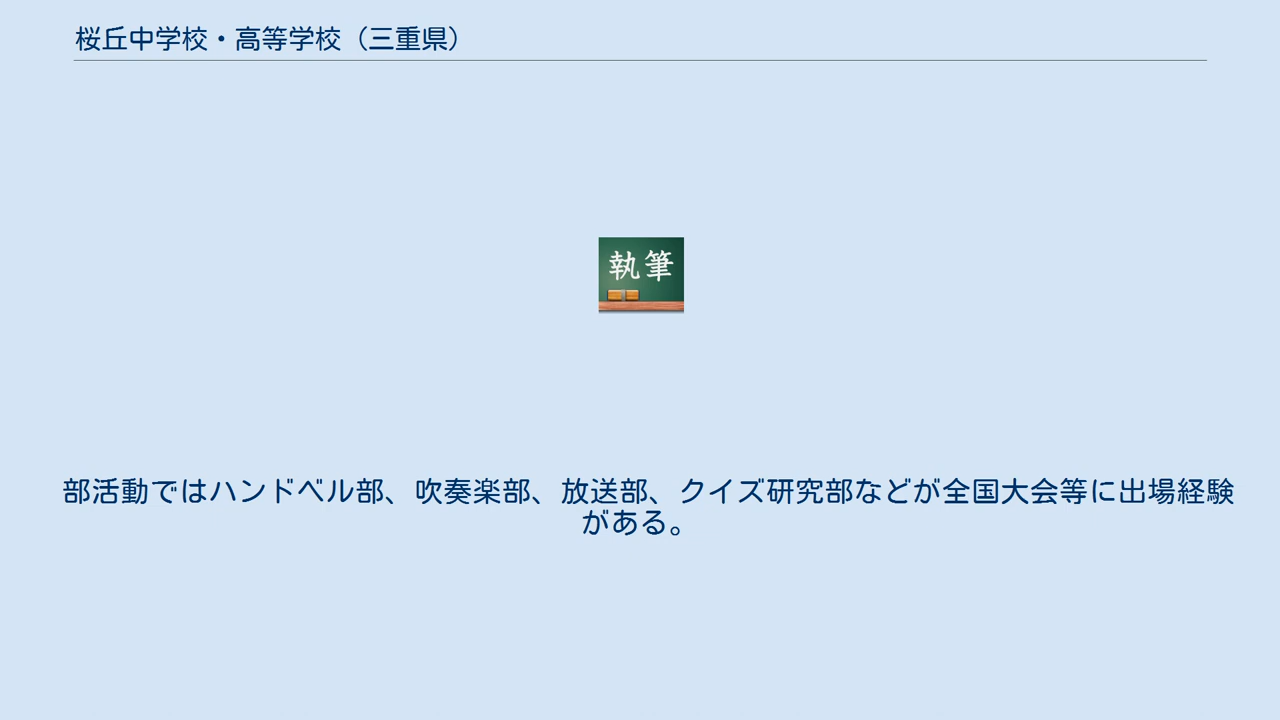 桜丘中学校・高等学校（三重県）
執筆
部活動ではハンドベル部、吹奏楽部、放送部、クイズ研究部などが全国大会等に出場経験
がある。